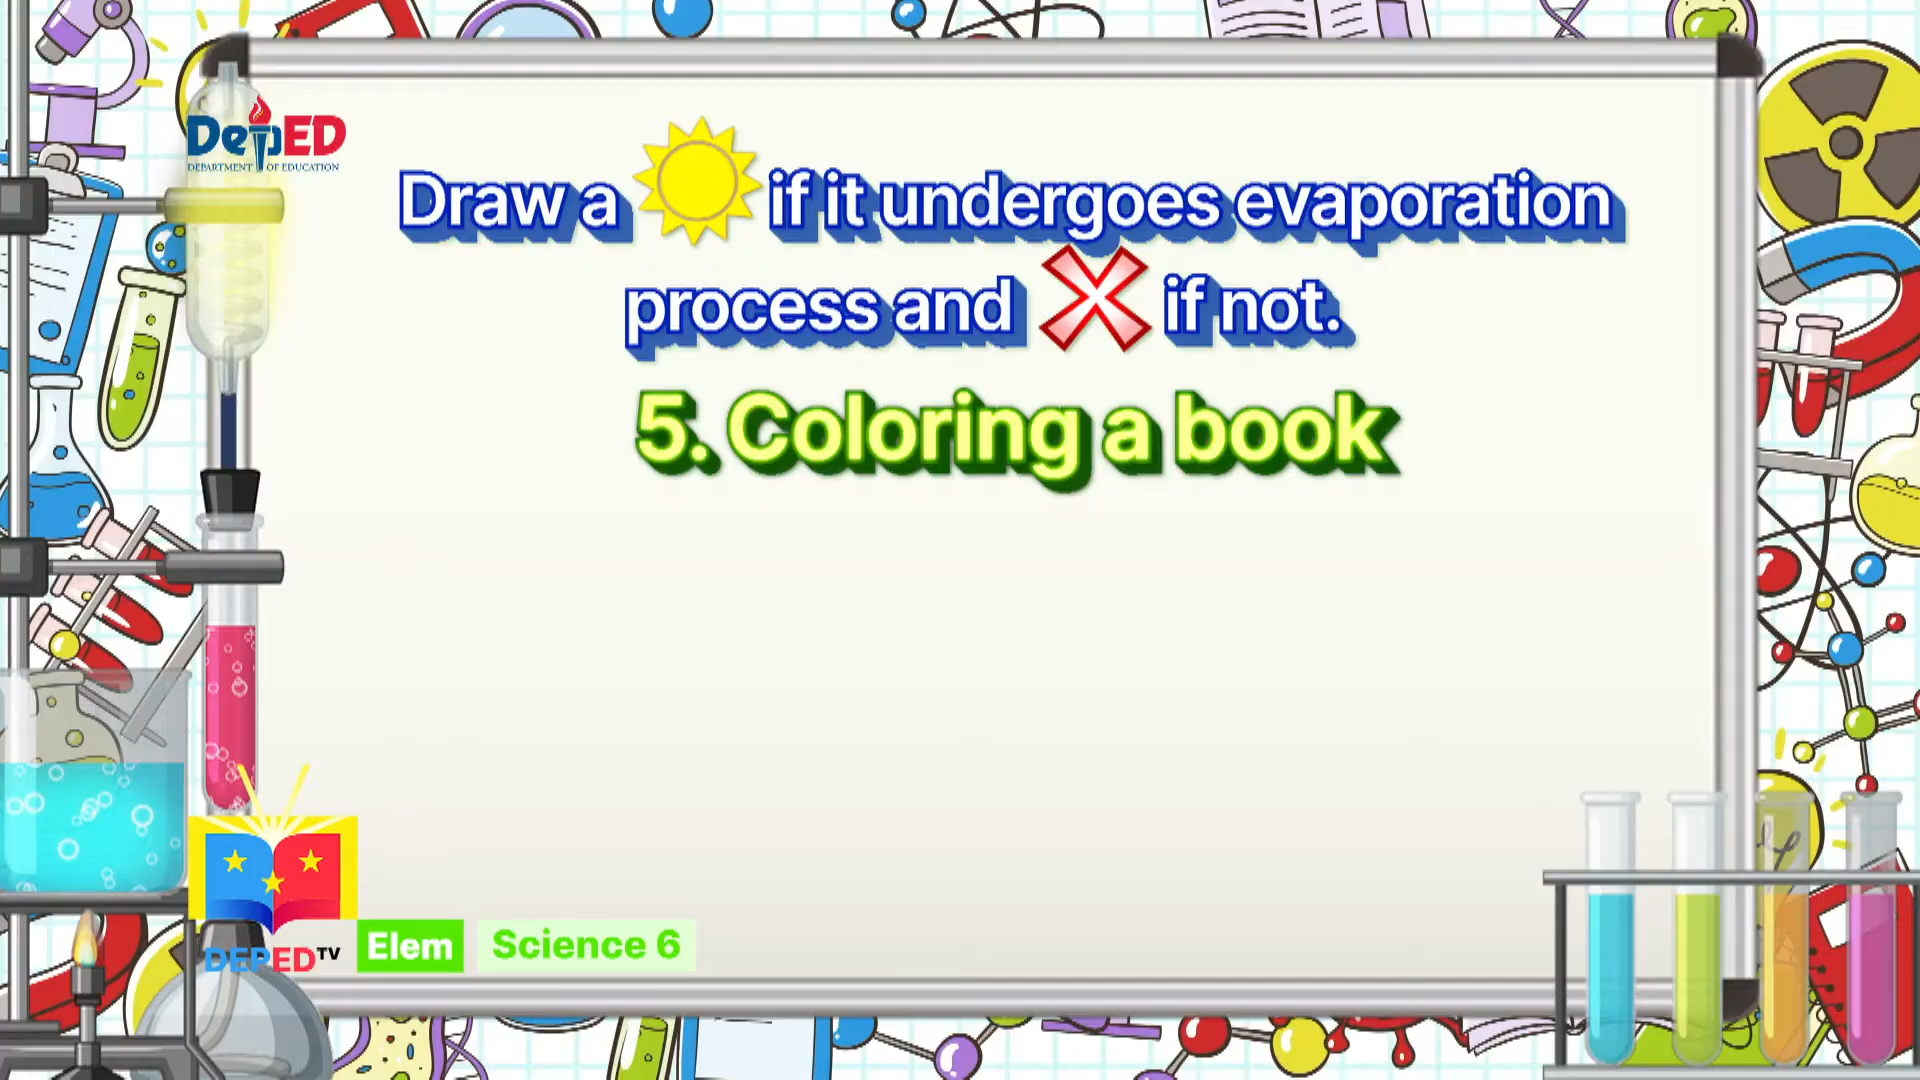 DepED
DEPARTMENT OF EDUCATION
Draw a if it undergoes evaporation
process and if not.
5. Coloring a book
DEPED TV
Elem
Science 6